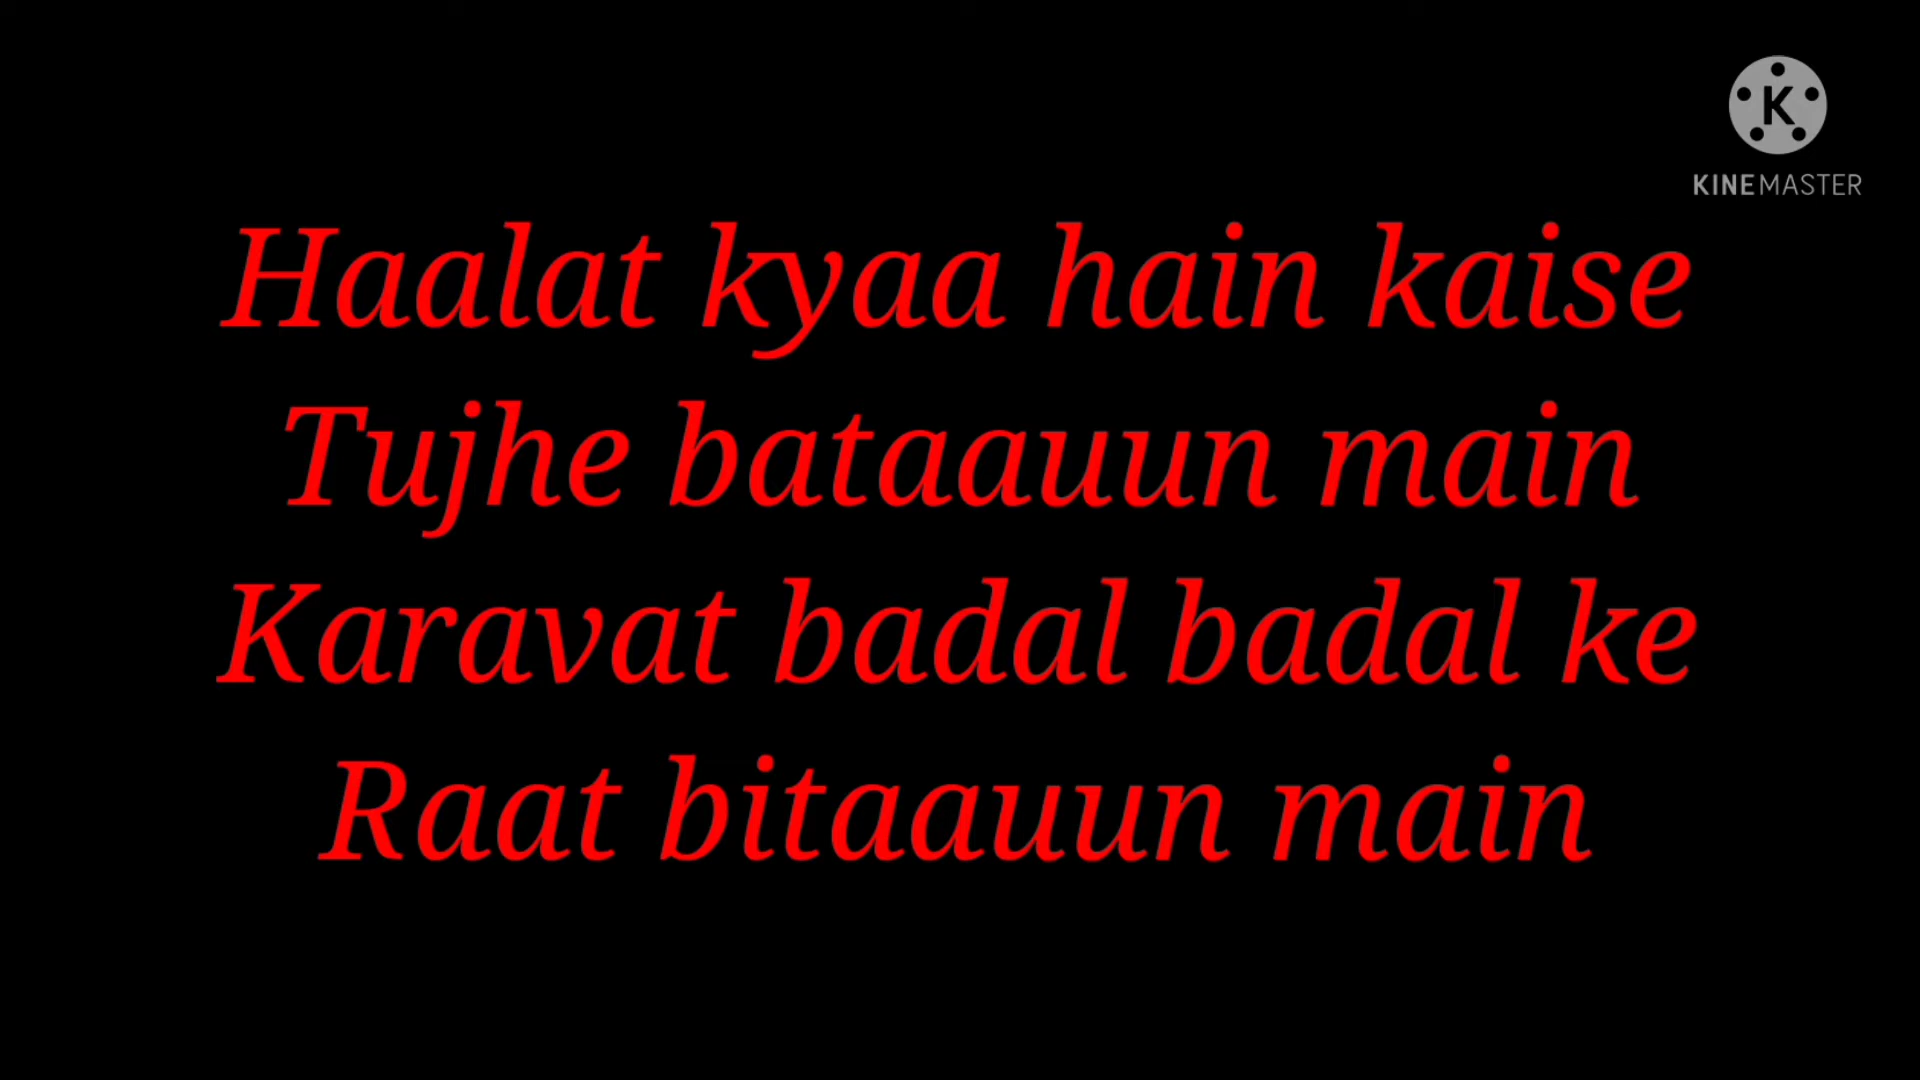 K
KINEMASTER
Haalat kyaa hain kaise
Tujhe bataauun main
Karavat badal badal ke
Raat bitaauun main